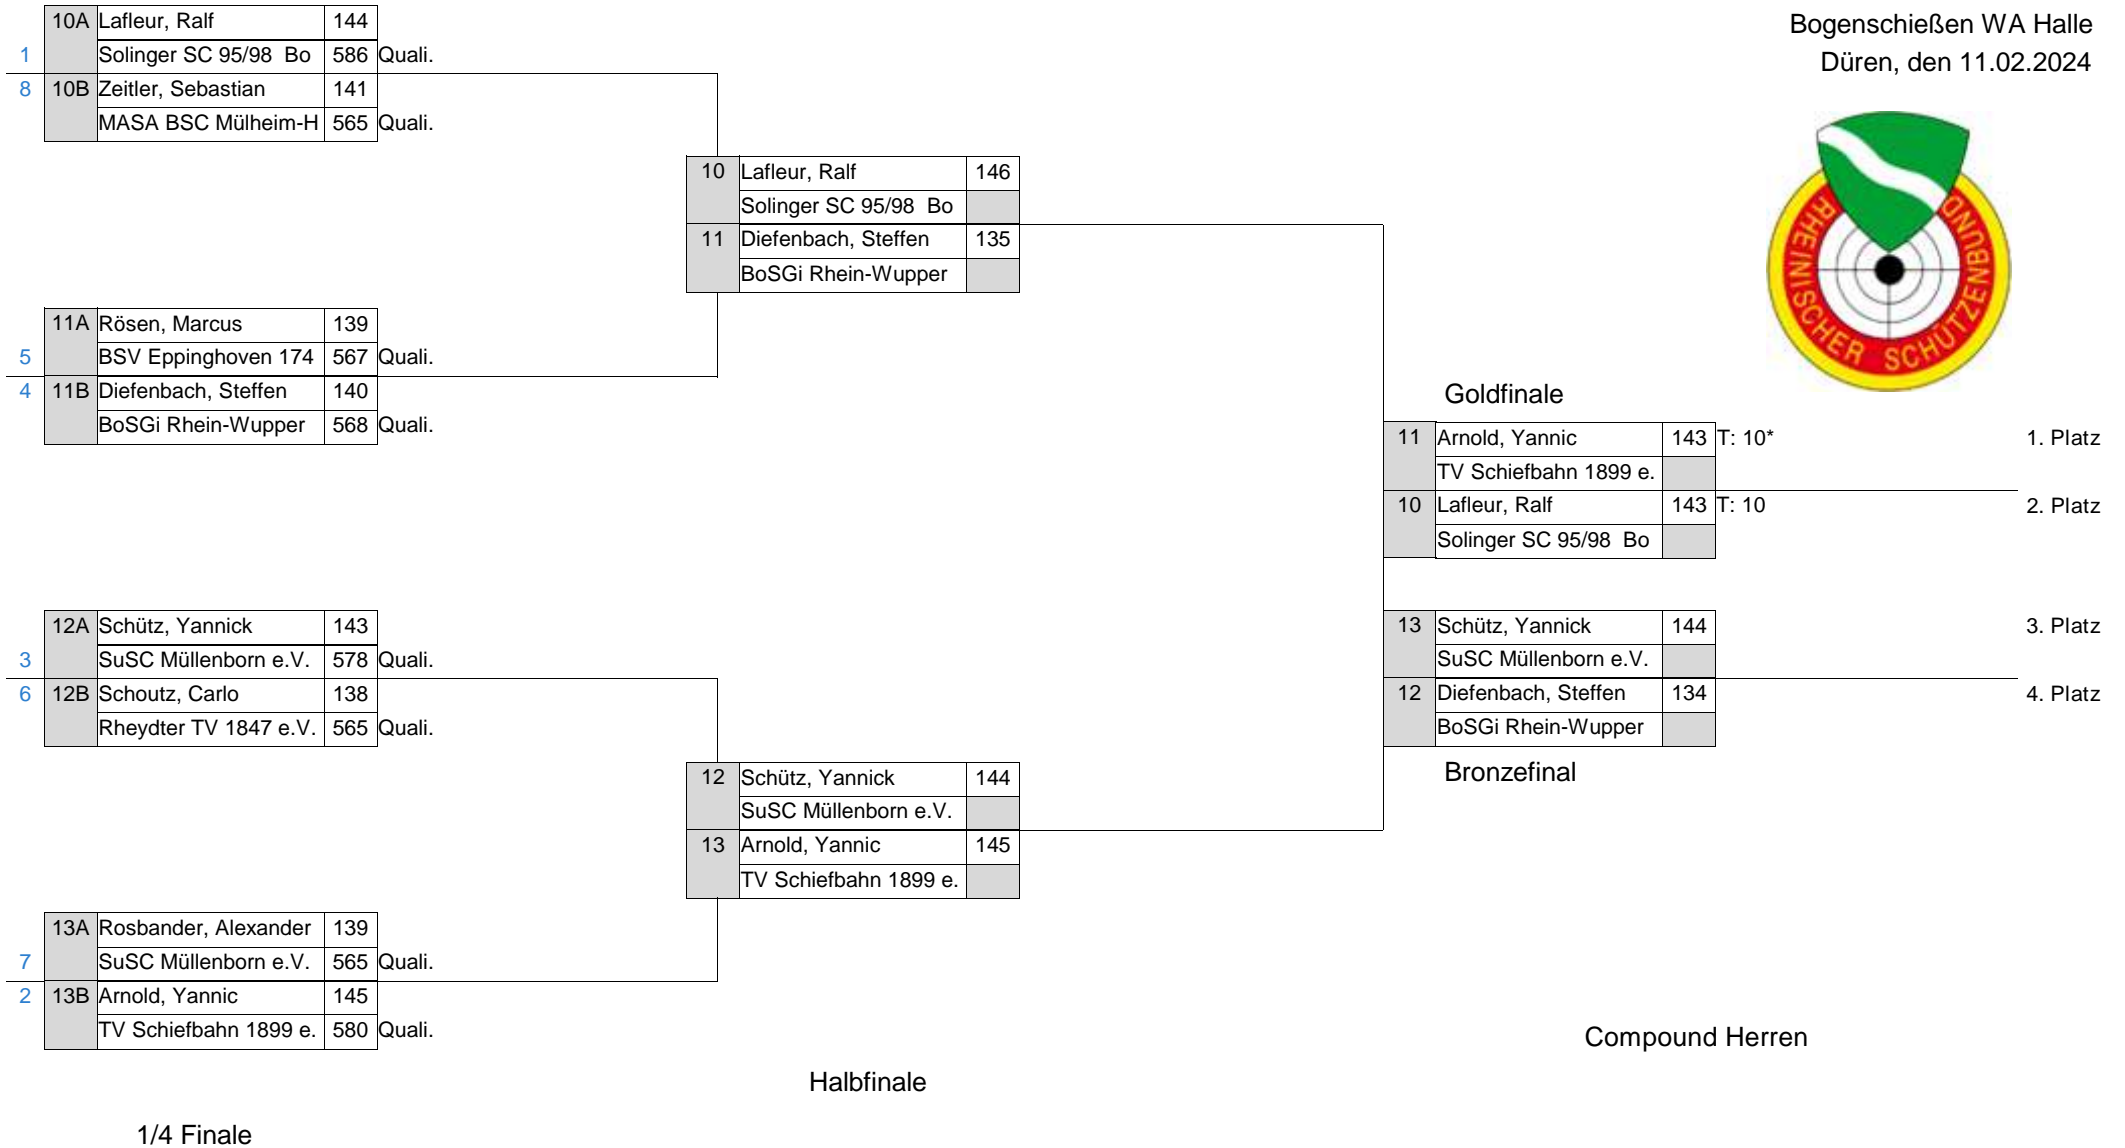 Bogenschießen WA Halle
Düren, den 11.02.2024
RHEINISCHER SCHÜTZENBUND
10A Lafleur, Ralf 144
1 Solinger SC 95/98 Bo 586 Quali.
8 10B Zeitler, Sebastian 141
MASA BSC Mülheim-H 565 Quali.
10 Lafleur, Ralf 146
Solinger SC 95/98 Bo
11 Diefenbach, Steffen 135
BoSGi Rhein-Wupper
11A Rösen, Marcus 139
5 BSV Eppinghoven 174 567 Quali.
4 11B Diefenbach, Steffen 140
BoSGi Rhein-Wupper 568 Quali.
Goldfinale
11 Arnold, Yannic 143 T: 10* 1. Platz
TV Schiefbahn 1899 e.
10 Lafleur, Ralf 143 T: 10 2. Platz
Solinger SC 95/98 Bo
12A Schütz, Yannick 143
3 SuSC Müllenborn e.V. 578 Quali.
6 12B Schoutz, Carlo 138
Rheydter TV 1847 e.V. 565 Quali.
13 Schütz, Yannick 144 3. Platz
SuSC Müllenborn e.V.
12 Diefenbach, Steffen 134 4. Platz
BoSGi Rhein-Wupper
Bronzefinal
12 Schütz, Yannick 144
SuSC Müllenborn e.V.
13 Arnold, Yannic 145
TV Schiefbahn 1899 e.
13A Rosbander, Alexander 139
7 SuSC Müllenborn e.V. 565 Quali.
2 13B Arnold, Yannic 145
TV Schiefbahn 1899 e. 580 Quali.
Compound Herren
Halbfinale
1/4 Finale